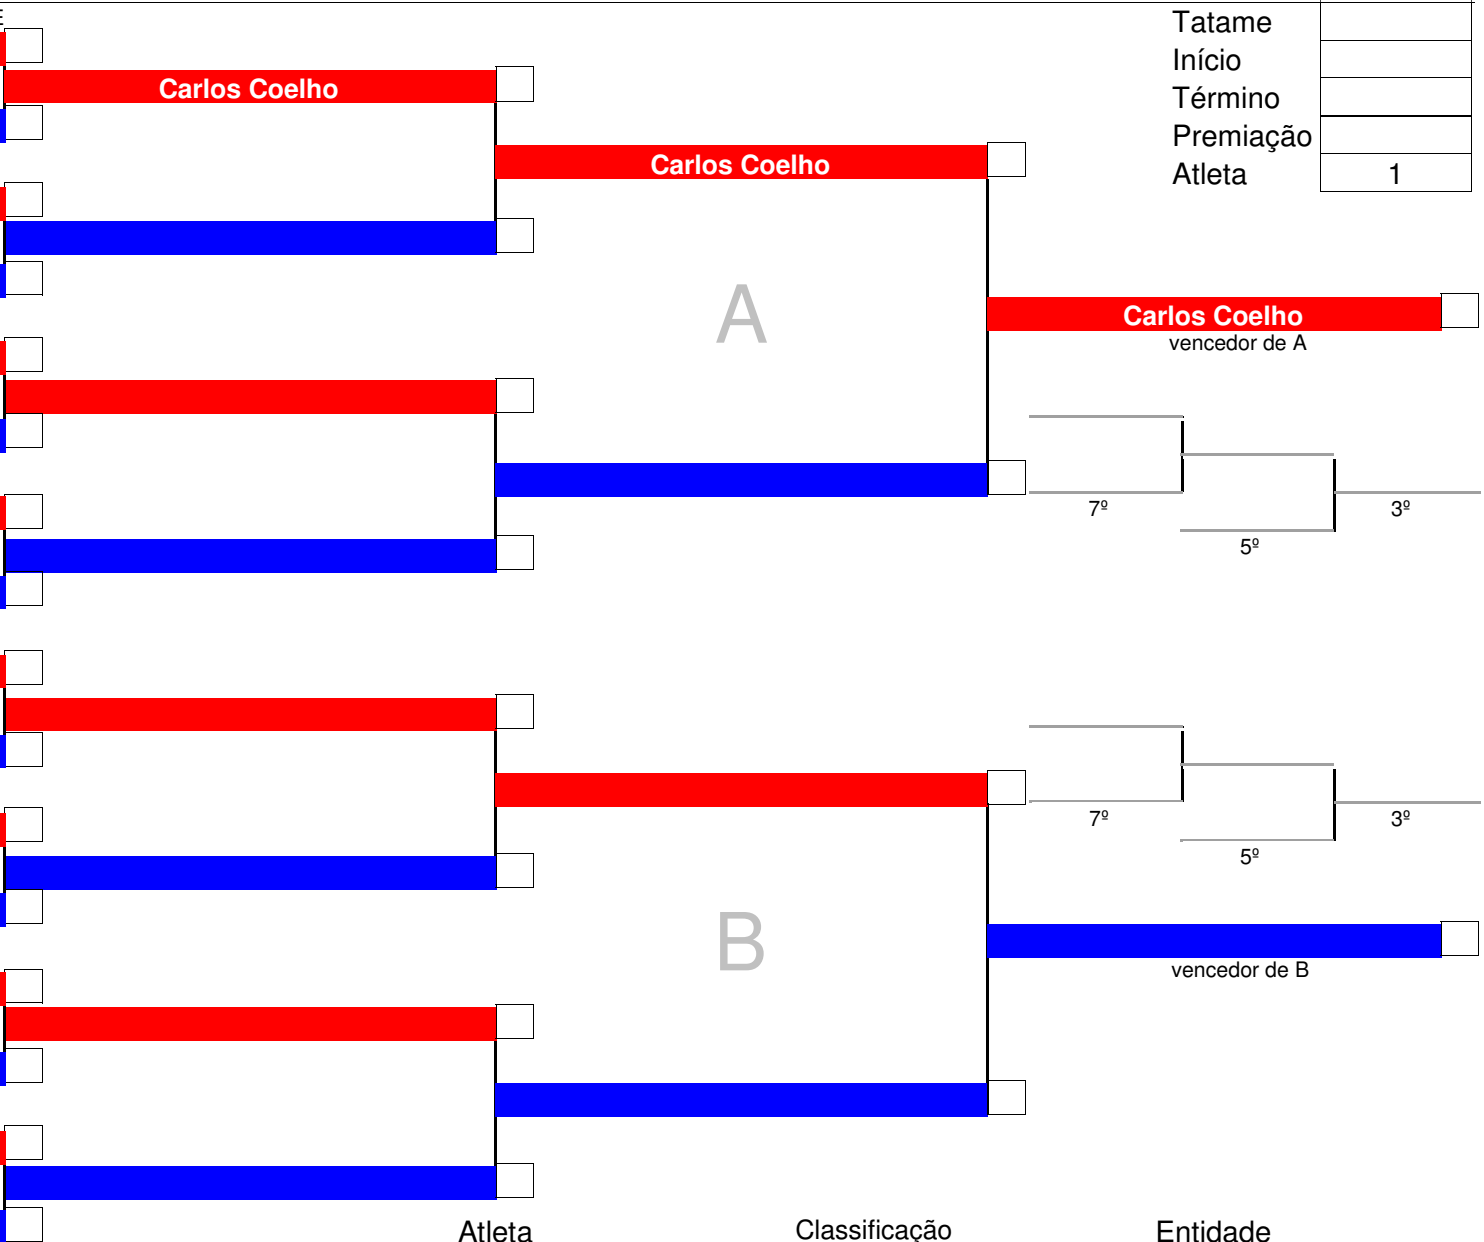 Tatame
Início
Carlos Coelho
Término
Premiação
Carlos Coelho
Atleta 1
A
Carlos Coelho
vencedor de A
7º 3º
5º
7º 3º
5º
B
vencedor de B
Atleta Classificação Entidade